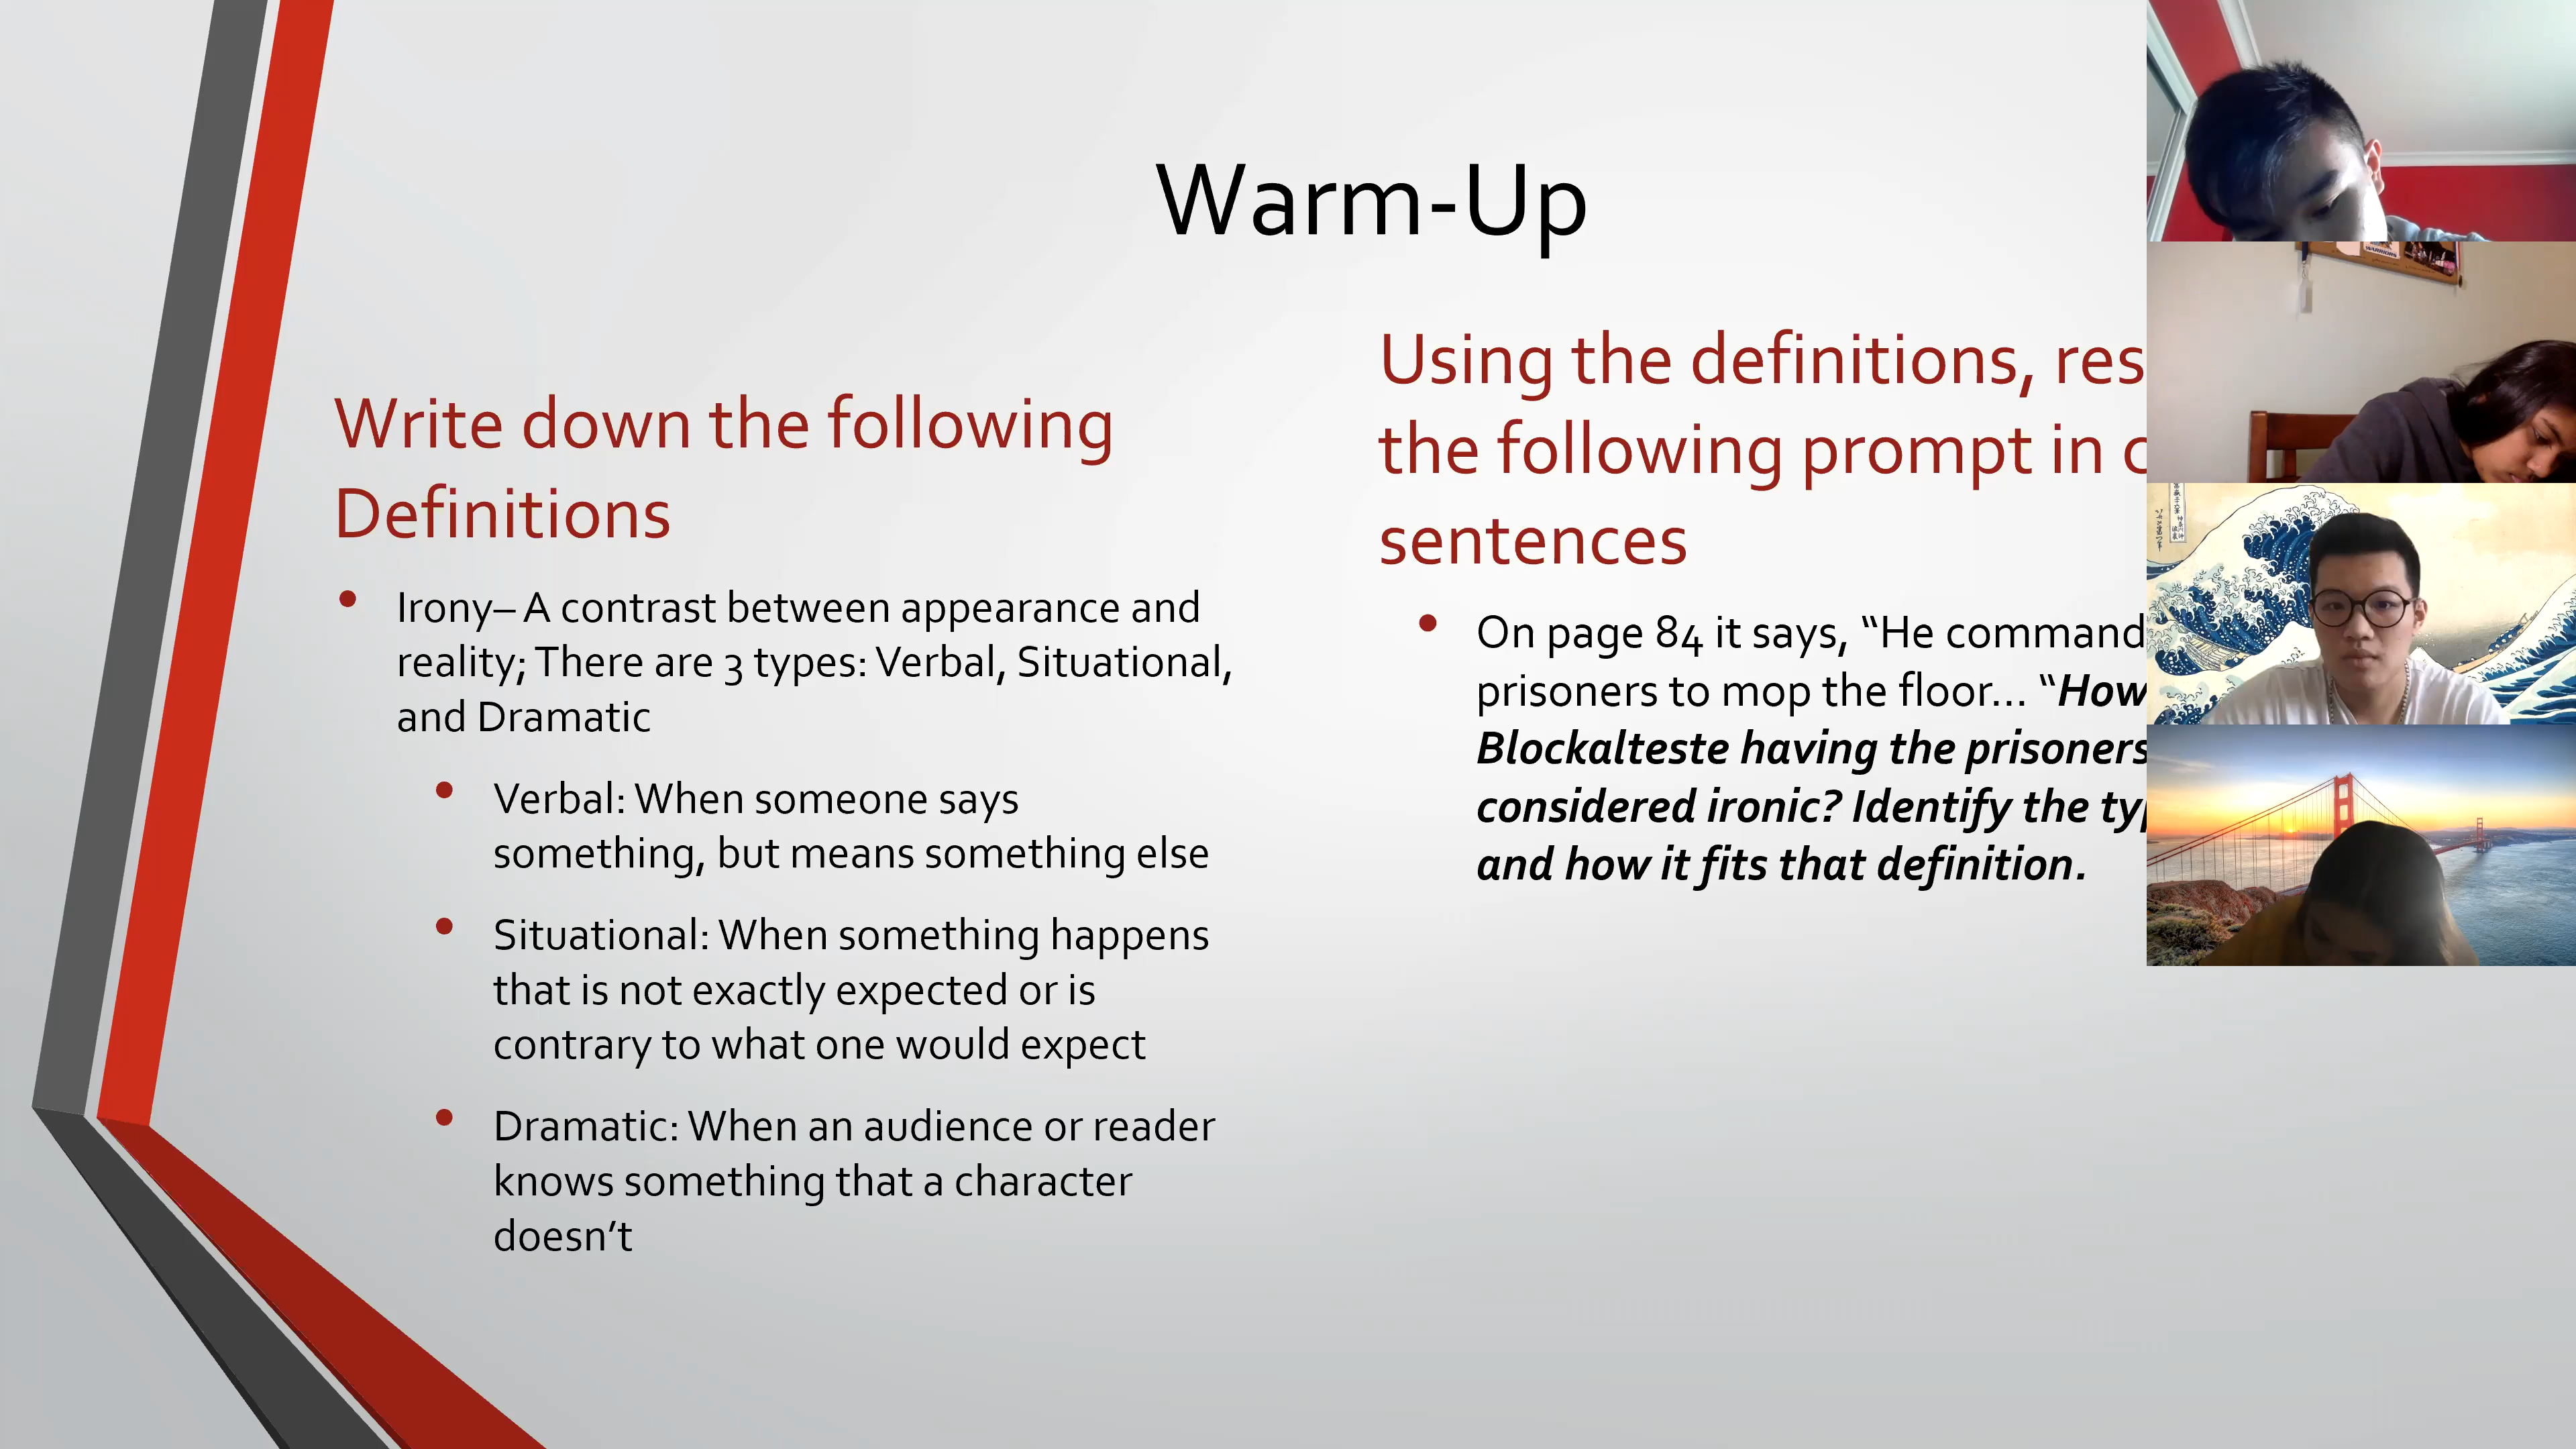 Warm-Up
Write down the following
Definitions
Irony– A contrast between appearance and
reality; There are 3 types: Verbal, Situational,
and Dramatic
Verbal: When someone says
something, but means something else
Situational: When something happens
that is not exactly expected or is
contrary to what one would expect
Dramatic: When an audience or reader
knows something that a character
doesn’t
Using the definitions, res
the following prompt in c
sentences
On page 84 it says, “He command
prisoners to mop the floor… “How
Blockalteste having the prisoners
considered ironic? Identify the typ
and how it fits that definition.
WARRIORS